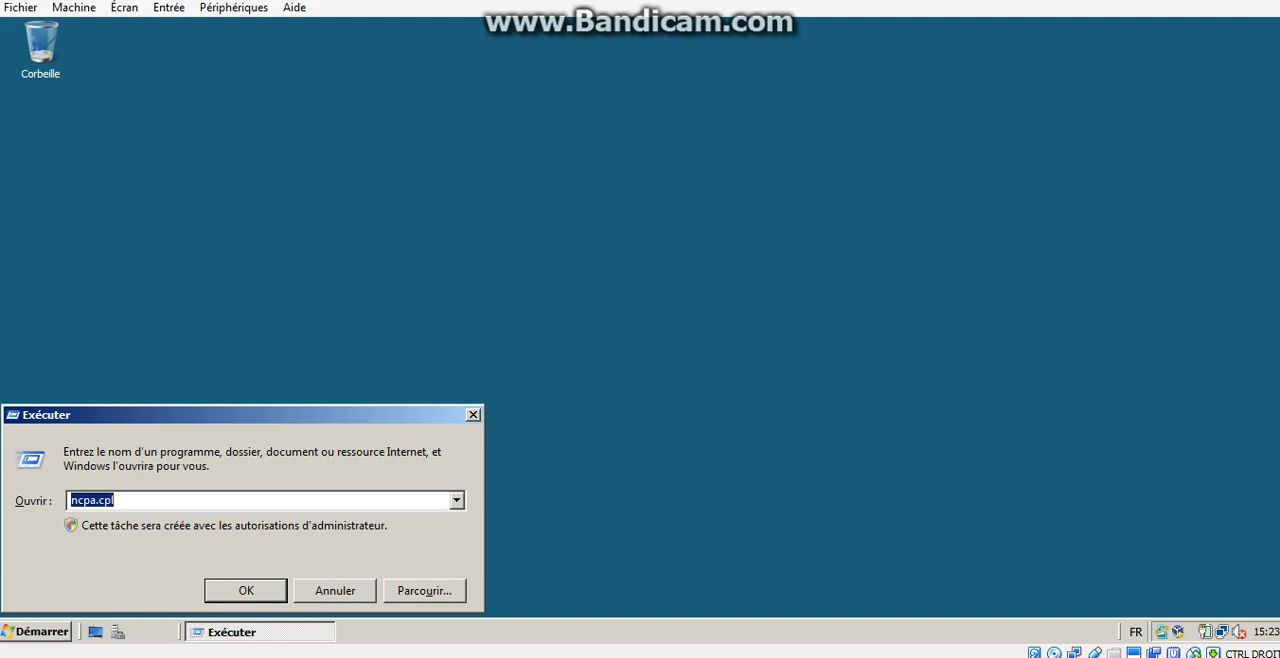 Fichier Machine Écran Entrée Périphériques Aide
www.Bandicam.com
Corbeille
Exécuter
Entrez le nom d'un programme, dossier, document ou ressource Internet, et
Windows l'ouvrira pour vous.
Ouvrir : ncpa.cpl
Cette tâche sera créée avec les autorisations d'administrateur.
OK Annuler Parcourir...
Démarrer Exécuter FR 15:23
CTRL DROIT